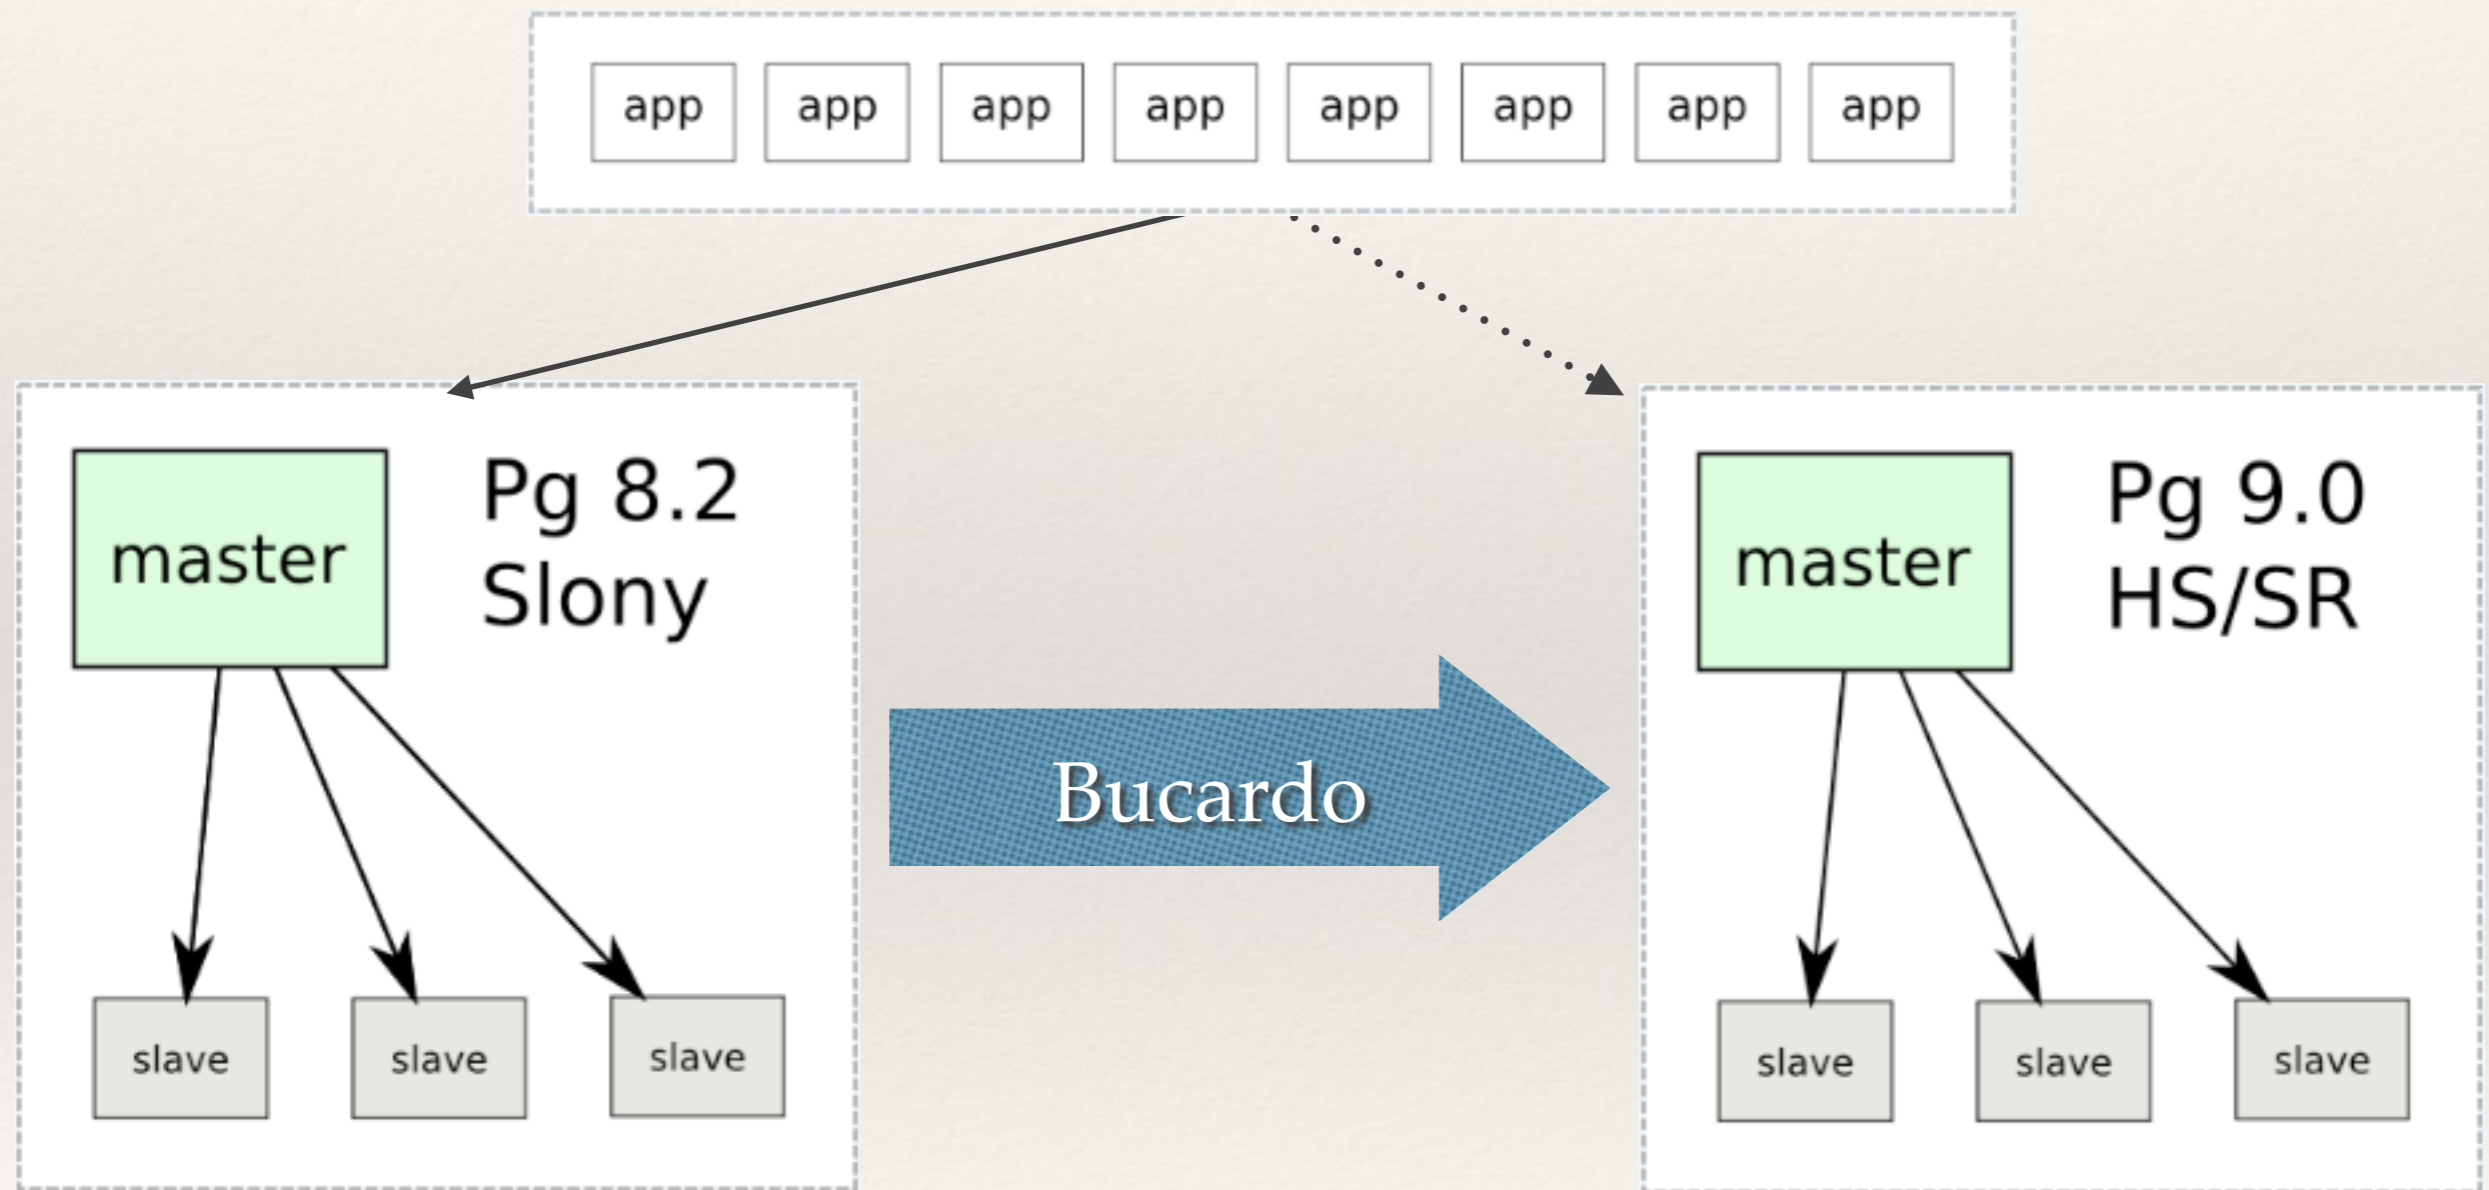 app app app app app app app app
master
Pg 8.2
Slony
slave slave slave
Bucardo
master
Pg 9.0
HS/SR
slave slave slave